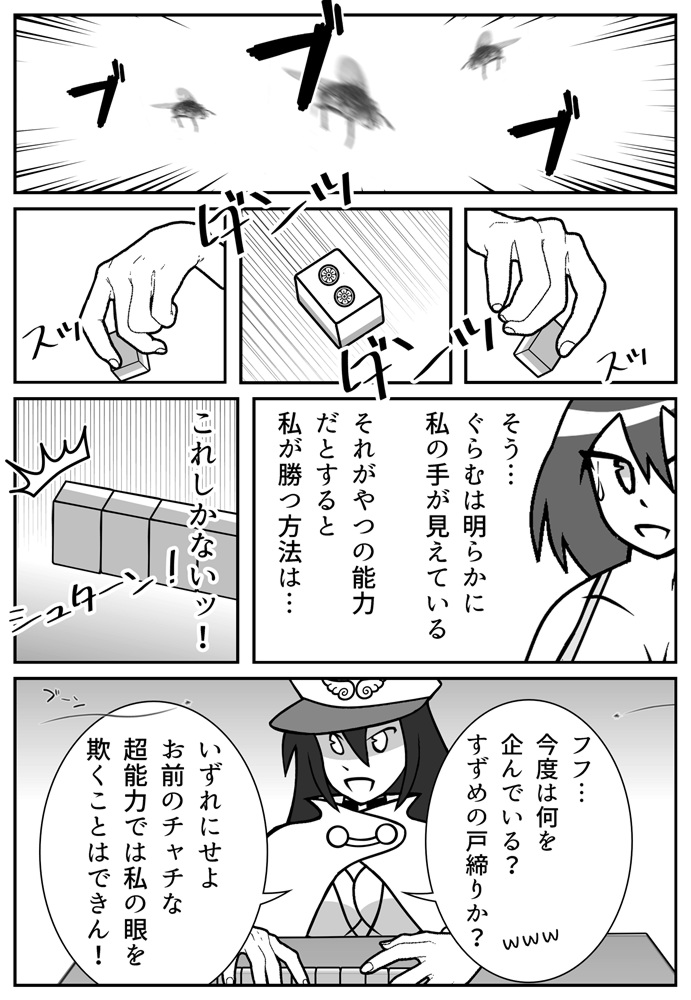 ブ
ブ
ブ
ブ
スッ
ダンッ
ダンッ
スッ
そう…
ぐらむは明らかに
私の手が見えている
それがやつの能力
だとすると
私が勝つ方法は…
これしかないッ!
シュターン!
フフ…
今度は何を
企んでいる?
すずめの戸締りか?
www
ブーン
いずれにせよ
お前のチャチな
超能力では私の眼を
欺くことはできん!